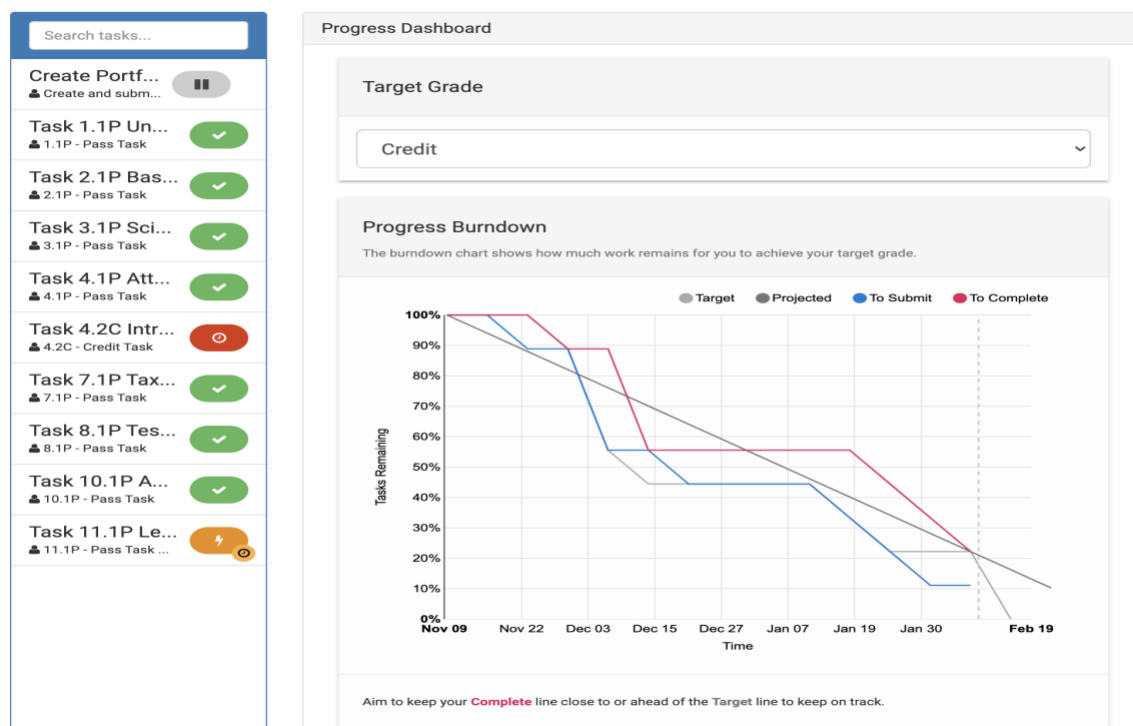 Search tasks...
Create Portf...
Create and subm...
Task 1.1P Un...
1.1P - Pass Task
Task 2.1P Bas...
2.1P - Pass Task
Task 3.1P Sci...
3.1P - Pass Task
Task 4.1P Att...
4.1P - Pass Task
Task 4.2C Intr...
4.2C - Credit Task
Task 7.1P Tax...
7.1P - Pass Task
Task 8.1P Tes...
8.1P - Pass Task
Task 10.1P A...
10.1P - Pass Task
Task 11.1P Le...
11.1P - Pass Task ...
Progress Dashboard
Target Grade
Credit
Progress Burndown
The burndown chart shows how much work remains for you to achieve your target grade.
Target Projected To Submit To Complete
100%
90%
80%
70%
60%
50%
40%
30%
20%
10%
0%
Tasks Remaining
Nov 09 Nov 22 Dec 03 Dec 15 Dec 27 Jan 07 Jan 19 Jan 30 Feb 19
Time
Aim to keep your Complete line close to or ahead of the Target line to keep on track.